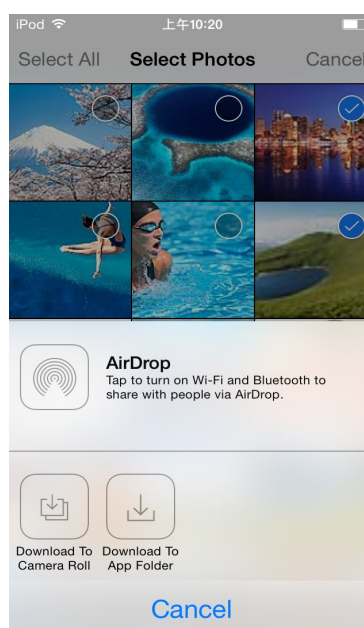 iPod 上午10:20
Select All Select Photos Cancel
AirDrop
Tap to turn on Wi-Fi and Bluetooth to
share with people via AirDrop.
Download To
Camera Roll
Download To
App Folder
Cancel